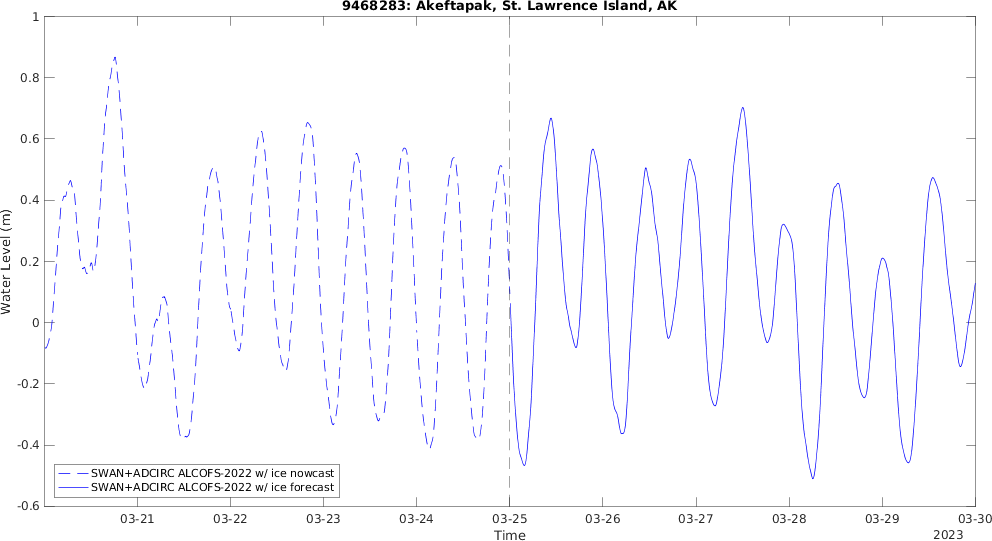 9468283: Akeftapak, St. Lawrence Island, AK
1
0.8
0.6
0.4
0.2
0
-0.2
-0.4
-0.6
Water Level (m)
SWAN+ADCIRC ALCOFS-2022 w/ ice nowcast
SWAN+ADCIRC ALCOFS-2022 w/ ice forecast
03-21 03-22 03-23 03-24 03-25 03-26 03-27 03-28 03-29 03-30
Time
2023